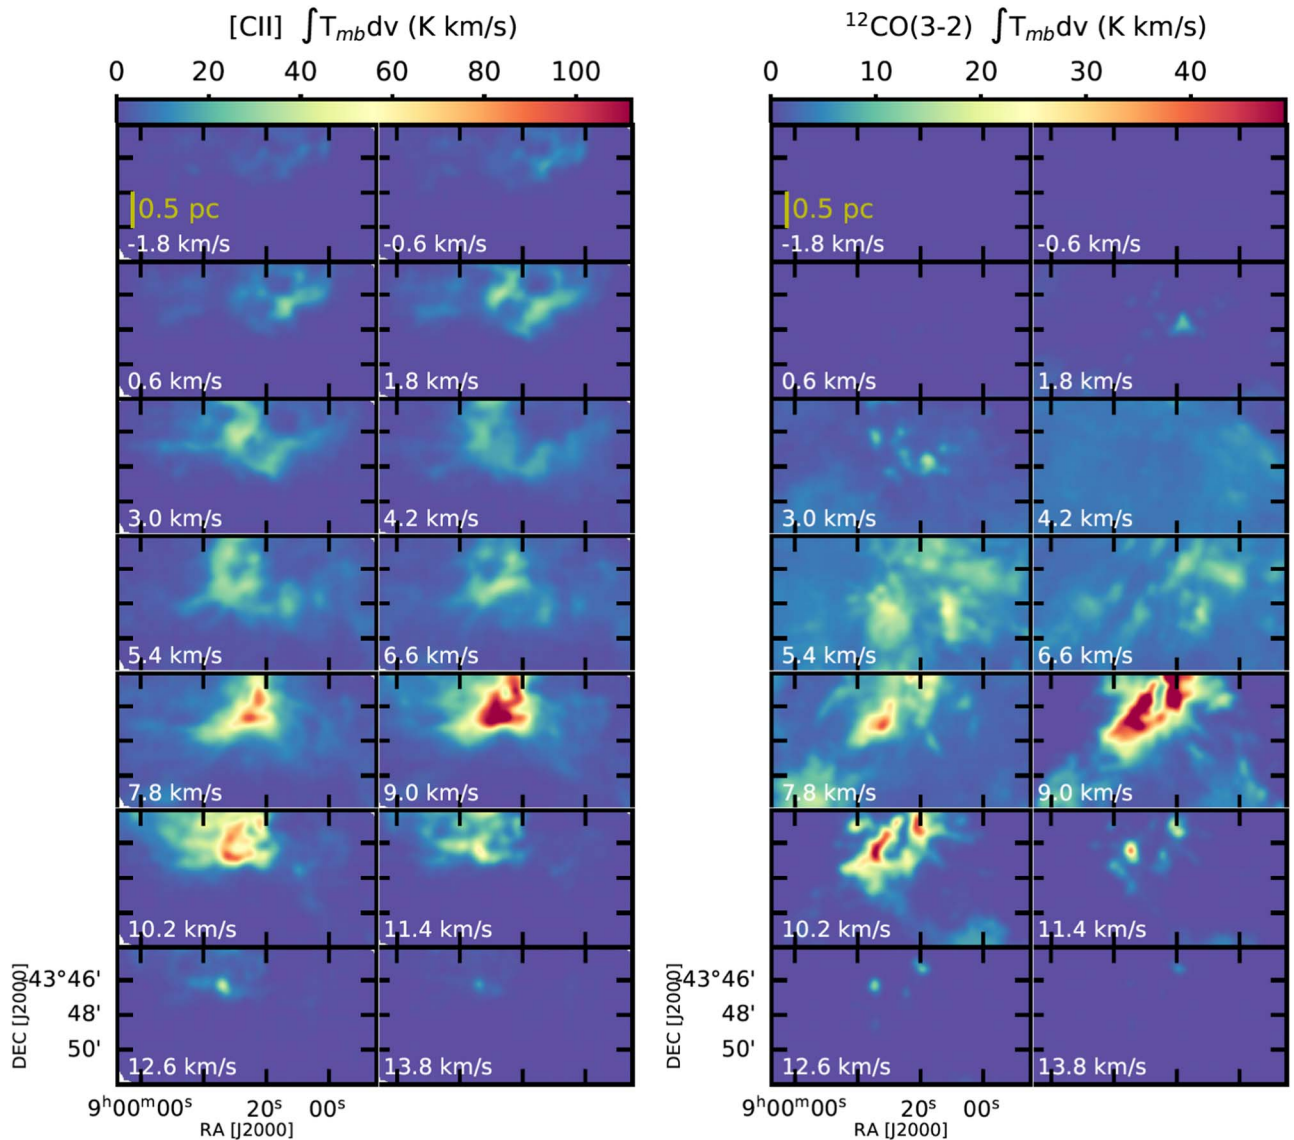 [CII] ∫T_mb dv (K km/s)
0 20 40 60 80 100
0.5 pc
-1.8 km/s
-0.6 km/s
0.6 km/s
1.8 km/s
3.0 km/s
4.2 km/s
5.4 km/s
6.6 km/s
7.8 km/s
9.0 km/s
10.2 km/s
11.4 km/s
12.6 km/s
13.8 km/s
DEC [J2000]
-43°46'
48'
50'
9ʰ00ᵐ00ˢ 20ˢ 00ˢ
RA [J2000]
¹²CO(3-2) ∫T_mb dv (K km/s)
0 10 20 30 40
0.5 pc
-1.8 km/s
-0.6 km/s
0.6 km/s
1.8 km/s
3.0 km/s
4.2 km/s
5.4 km/s
6.6 km/s
7.8 km/s
9.0 km/s
10.2 km/s
11.4 km/s
12.6 km/s
13.8 km/s
DEC [J2000]
-43°46'
48'
50'
9ʰ00ᵐ00ˢ 20ˢ 00ˢ
RA [J2000]